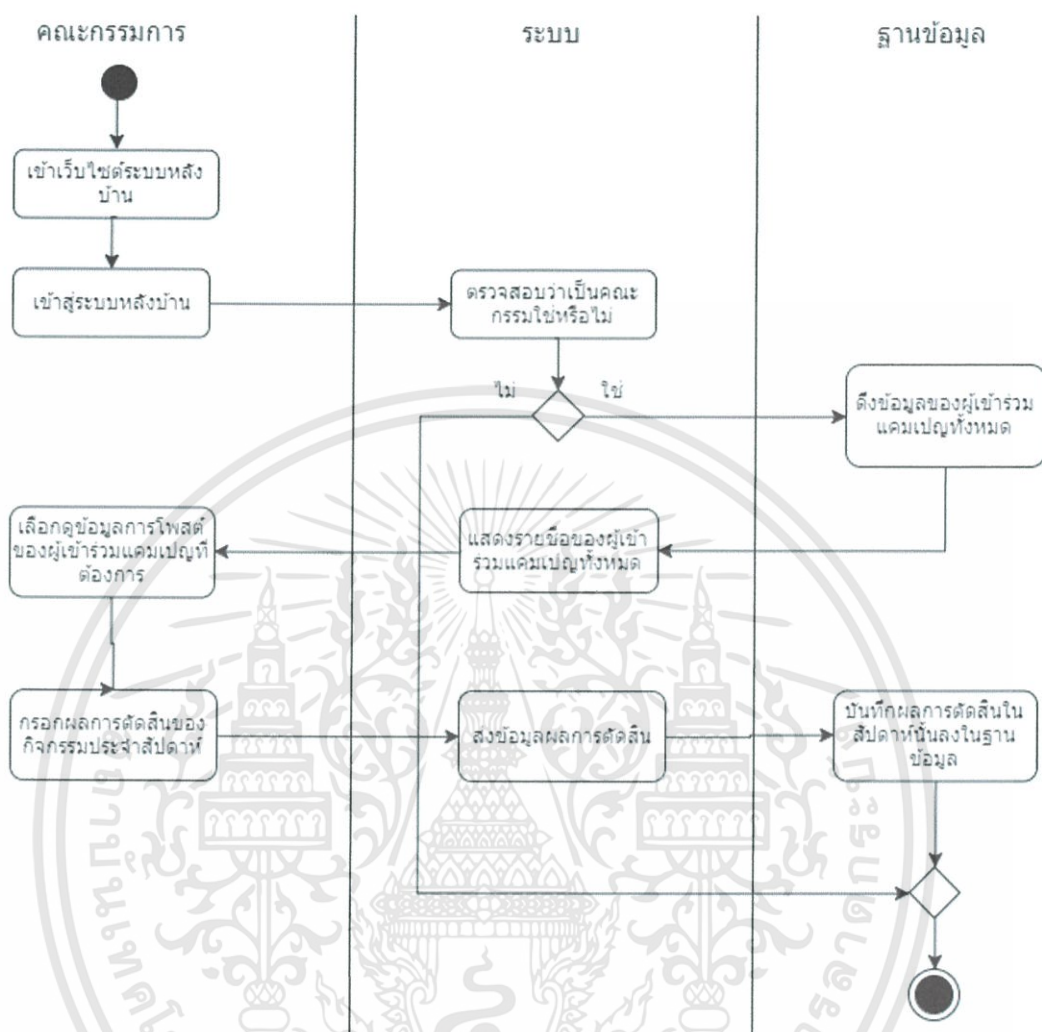 คณะกรรมการ
ระบบ
ฐานข้อมูล
เข้าเว็บไซต์ระบบหลัง
บ้าน
เข้าสู่ระบบหลังบ้าน
ตรวจสอบว่าเป็นคณะ
กรรมใช่หรือไม่
ไม่
ใช่
ดึงข้อมูลของผู้เข้าร่วม
แคมเปญทั้งหมด
เลือกดูข้อมูลการโพสต์
ของผู้เข้าร่วมแคมเปญที่
ต้องการ
แสดงรายชื่อของผู้เข้า
ร่วมแคมเปญทั้งหมด
กรอกผลการตัดสินของ
กิจกรรมประจำสัปดาห์
ส่งข้อมูลผลการตัดสิน
บันทึกผลการตัดสินใน
สัปดาห์นั้นลงในฐาน
ข้อมูล